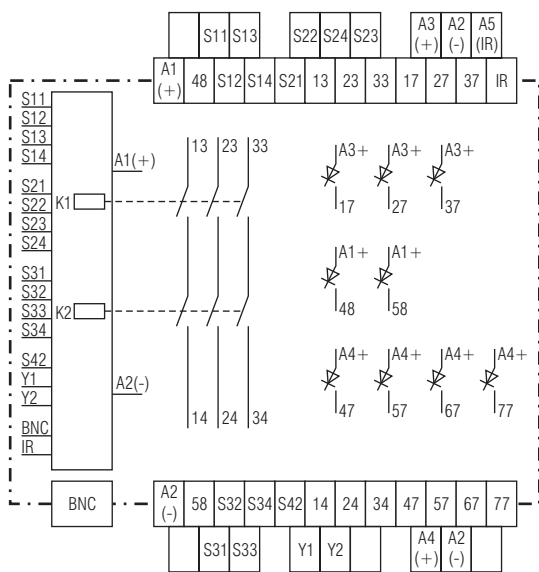 S11 S13 S22 S24 S23 A3 (+) A2 (-) A5 (IR)
A1 (+) 48 S12 S14 S21 13 23 33 17 27 37 IR
S11
S12
S13
S14
A1(+)
S21
K1
S22
S23
S24
S31
S32
S33
K2
S34
S42
Y1
A2(-)
Y2
BNC
IR
13 23 33
14 24 34
A3+ A3+ A3+
17 27 37
A1+ A1+
48 58
A4+ A4+ A4+ A4+
47 57 67 77
BNC
A2 (-) 58 S32 S34 S42 14 24 34 47 57 67 77
S31 S33 Y1 Y2 A4 (+) A2 (-)